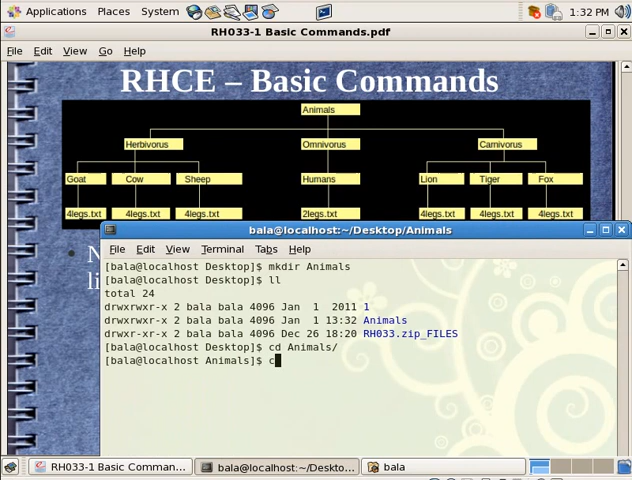 Applications Places System 1:32 PM
RH033-1 Basic Commands.pdf
File Edit View Go Help
RHCE – Basic Commands
Animals
Herbivorus Omnivorus Carnivorus
Goat Cow Sheep Humans Lion Tiger Fox
4legs.txt 4legs.txt 4legs.txt 2legs.txt 4legs.txt 4legs.txt 4legs.txt
bala@localhost:~/Desktop/Animals
File Edit View Terminal Tabs Help
[bala@localhost Desktop]$ mkdir Animals
[bala@localhost Desktop]$ ll
total 24
drwxrwxr-x 2 bala bala 4096 Jan 1 2011 1
drwxrwxr-x 2 bala bala 4096 Jan 1 13:32 Animals
drwxr-xr-x 2 bala bala 4096 Dec 26 18:20 RH033.zip_FILES
[bala@localhost Desktop]$ cd Animals/
[bala@localhost Animals]$ c
RH033-1 Basic Comman... bala@localhost:~/Deskto... bala